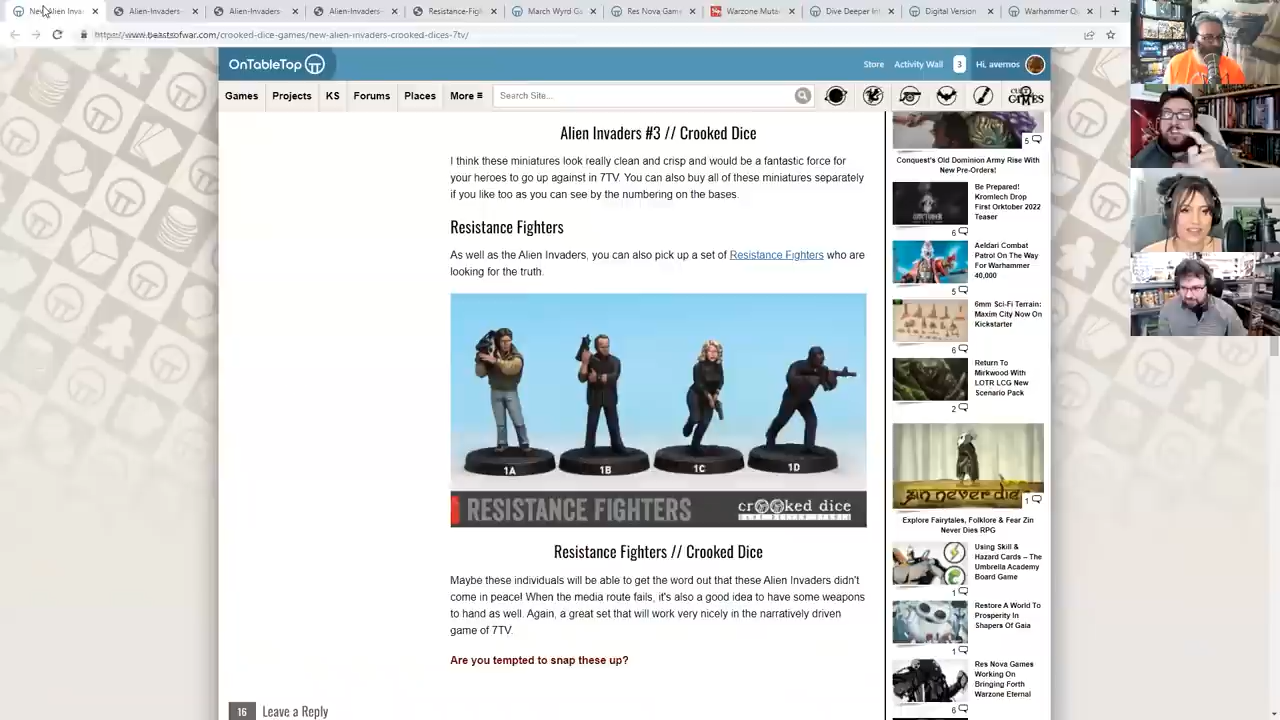 New Alien Inva
Alien-Invaders-
Alien-Invaders-
Alien-Invaders-
Resistance-Figh
March Wyrd G
Res Nova Game
Warzone Aeter
Dive Deeper In
Digital Version
Warhammer Q
https://www.beastsofwar.com/crooked-dice-games/new-alien-invaders-crooked-dices-7tv/
OnTableTop
Store
Activity Wall
3
Hi, avernos
Games
Projects
KS
Forums
Places
Search Site...
GAMES
Alien Invaders #3 // Crooked Dice
I think these miniatures look really clean and crisp and would be a fantastic force for
your heroes to go up against in 7TV. You can also buy all of these miniatures separately
if you like too as you can see by the numbering on the bases.
Resistance Fighters
As well as the Alien Invaders, you can also pick up a set of Resistance Fighters who are
looking for the truth.
1A
1B
1C
1D
RESISTANCE FIGHTERS
crooked dice
Resistance Fighters // Crooked Dice
Maybe these individuals will be able to get the word out that these Alien Invaders didn't
come in peace! When the media route fails, it's also a good idea to have some weapons
to hand as well. Again, a great set that will work very nicely in the narratively driven
game of 7TV.
Are you tempted to snap these up?
16
Leave a Reply
5
Conquest's Old Dominion Army Rise With
New Pre-Orders!
Be Prepared!
Kromlech Drop
First Orktober 2022
Teaser
6
Aeldari Combat
Patrol On The Way
For Warhammer
40,000
5
6mm Sci-Fi Terrain:
Maxim City Now On
Kickstarter
6
Return To
Mirkwood With
LOTR LCG New
Scenario Pack
2
zin never dies
1
Explore Fairytales, Folklore & Fear Zin
Never Dies RPG
Using Skill &
Hazard Cards – The
Umbrella Academy
Board Game
1
Restore A World To
Prosperity In
Shapers Of Gaia
1
Res Nova Games
Working On
Bringing Forth
Warzone Eternal
6